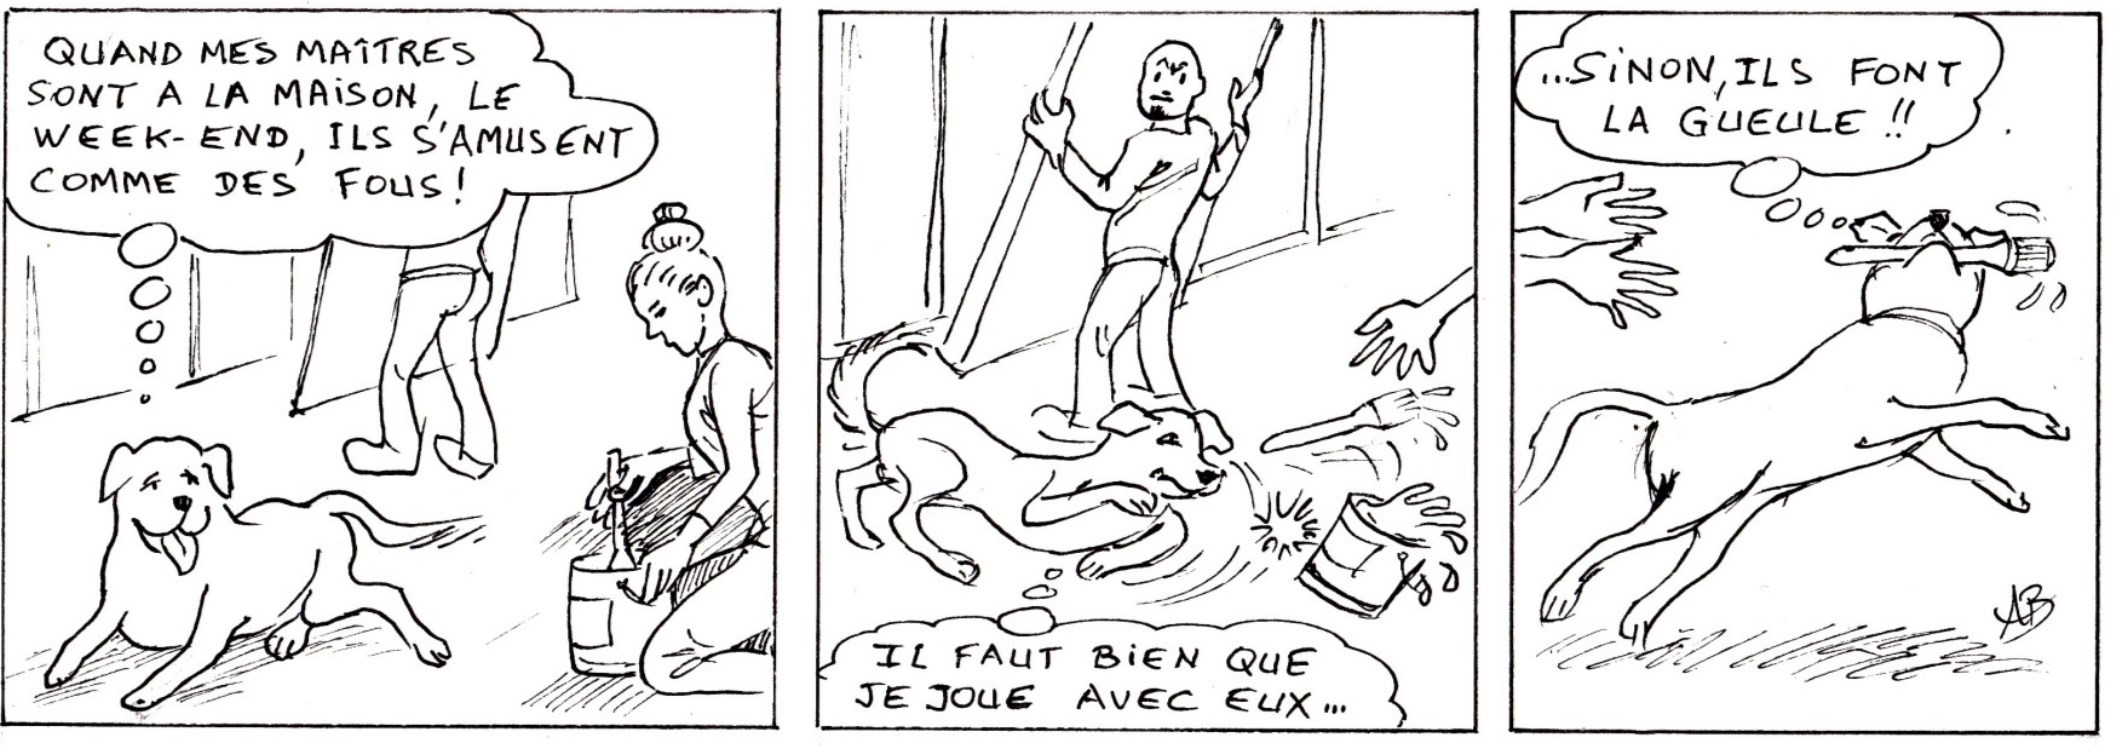 QUAND MES MAÎTRES
SONT A LA MAISON, LE
WEEK-END, ILS S'AMUSENT
COMME DES FOUS!
IL FAUT BIEN QUE
JE JOUE AVEC EUX...
...SINON, ILS FONT
LA GUEULE!!
AB